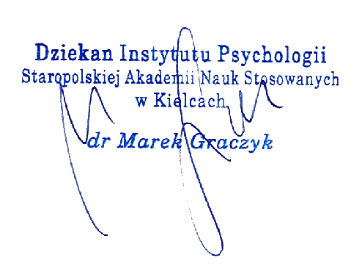 Dziekan Instytutu Psychologii
Staropolskiej Akademii Nauk Stosowanych
w Kielcach
dr Marek Graczyk